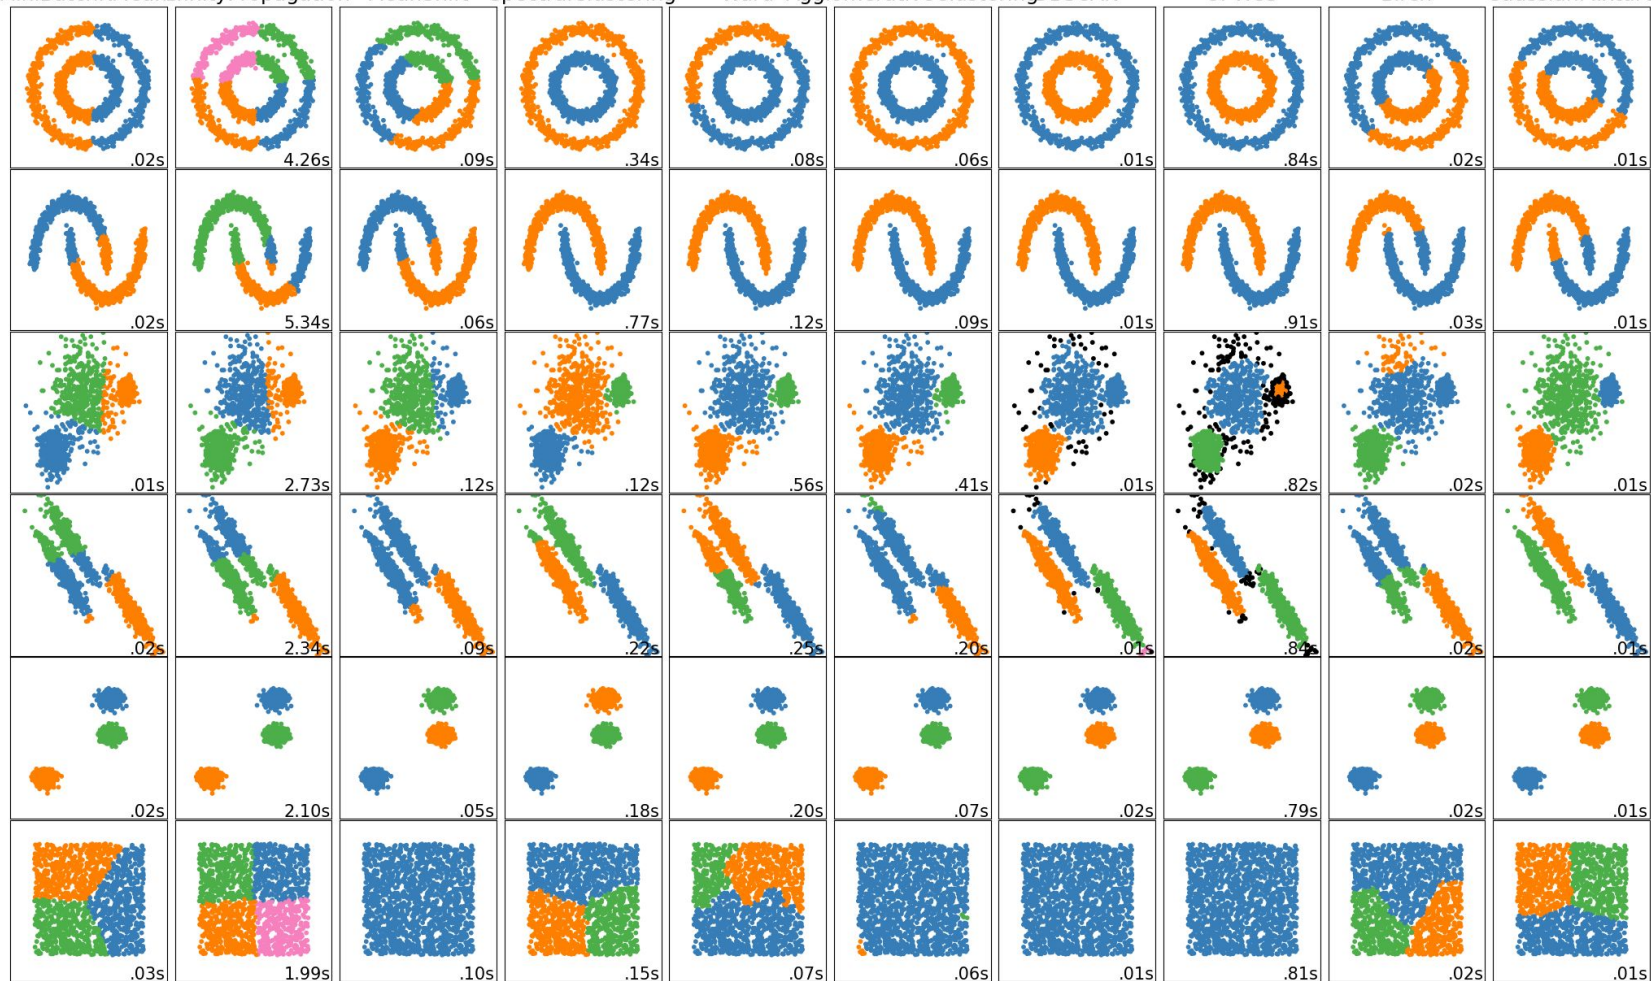 .02s 4.26s .09s .34s .08s .06s .01s .84s .02s .01s
.02s 5.34s .06s .77s .12s .09s .01s .91s .03s .01s
.01s 2.73s .12s .12s .56s .41s .01s .82s .02s .01s
.02s 2.34s .09s .22s .25s .20s .01s .84s .02s .01s
.02s 2.10s .05s .18s .20s .07s .02s .79s .02s .01s
.03s 1.99s .10s .15s .07s .06s .01s .81s .02s .01s